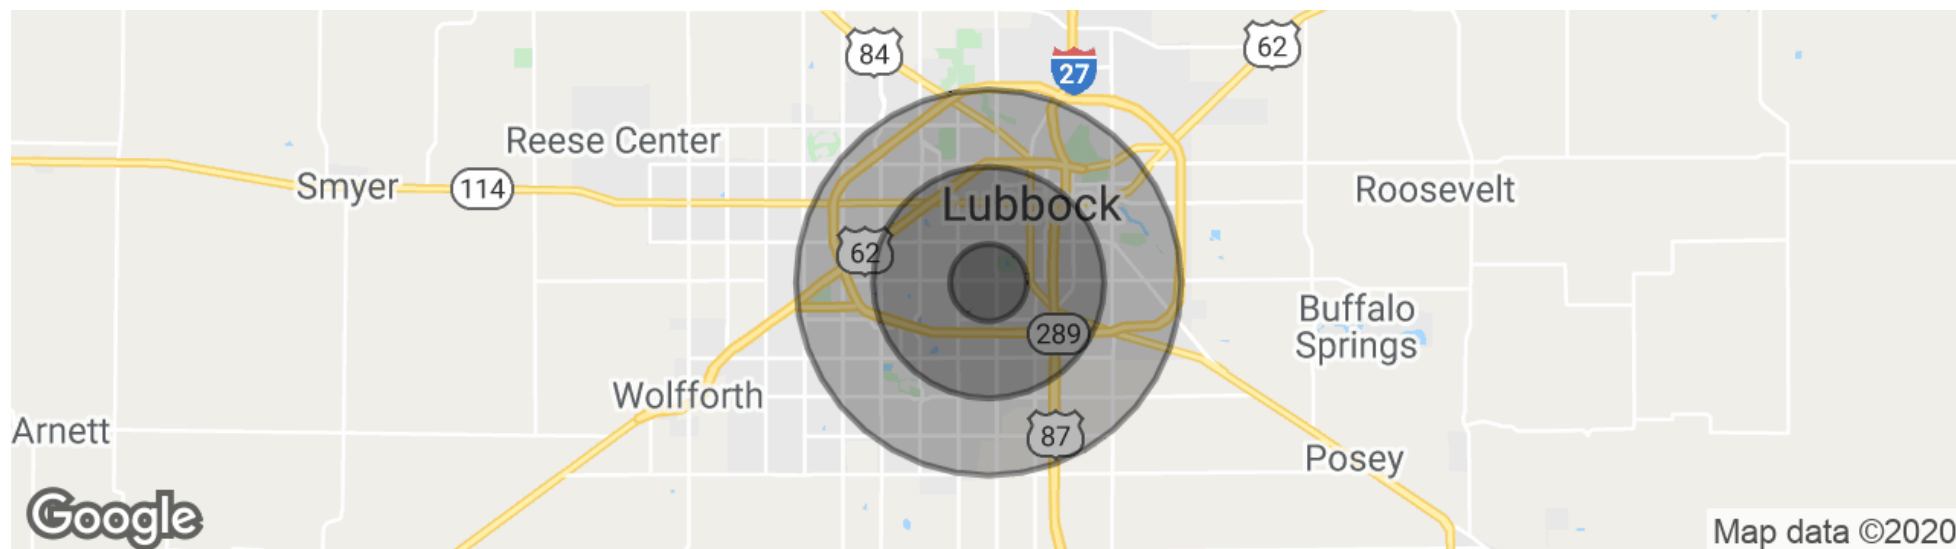 84
27
62
Reese Center
Smyer
114
Roosevelt
Lubbock
62
Buffalo
Springs
289
Wolfforth
Arnett
87
Posey
Google
Map data ©2020